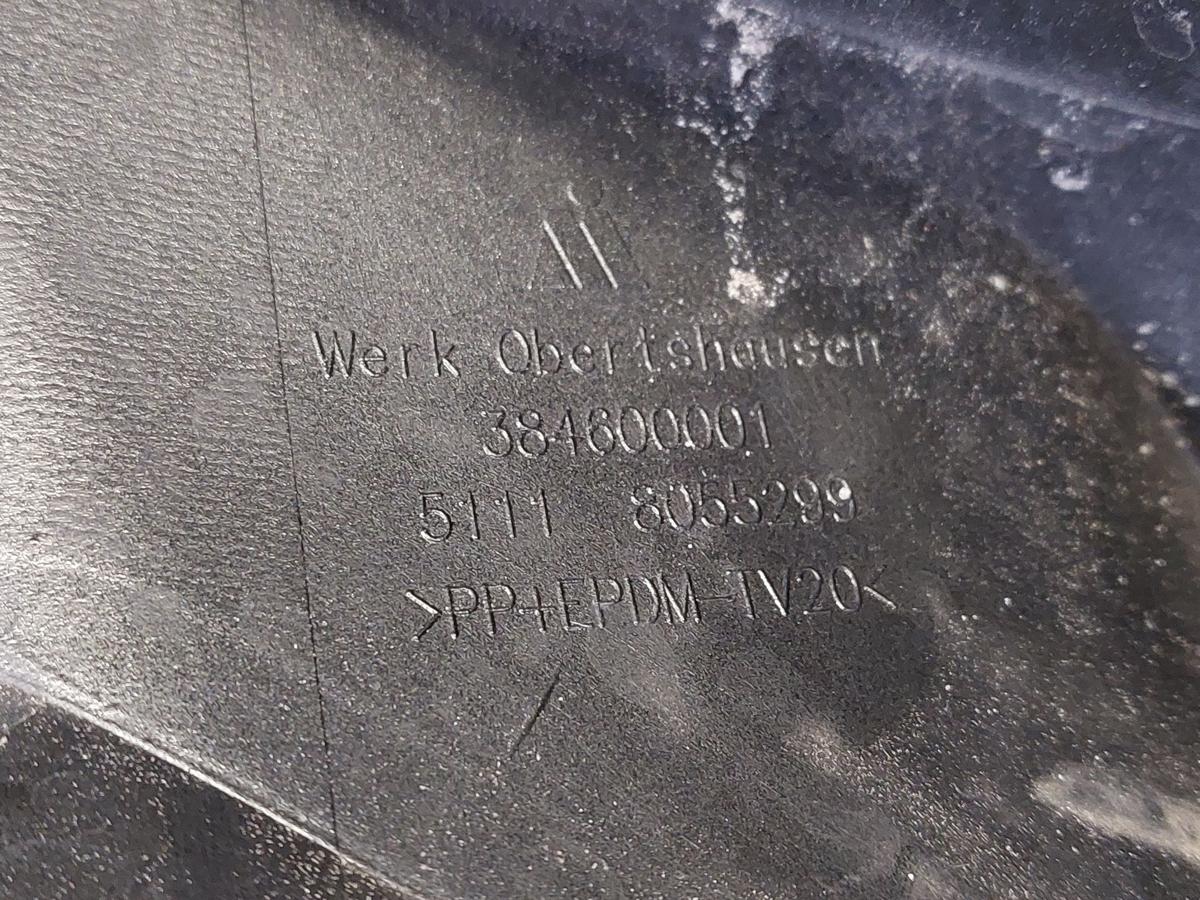 Werk Obertshausen
384600001
5111 8055299
>PP+EPDM-TV20<